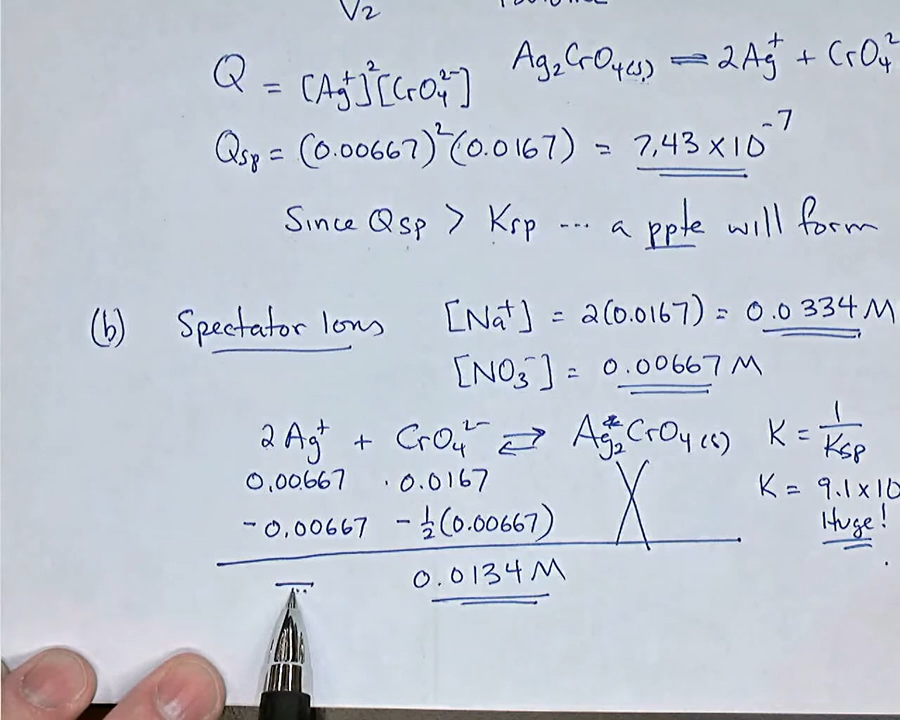 V₂
Q = [Ag⁺]²[CrO₄²⁻] Ag₂CrO₄(s) ⇌ 2Ag⁺ + CrO₄²
Qsp = (0.00667)²(0.0167) = 7.43 × 10⁻⁷
Since Qsp > Ksp ... a ppte will form
(b) Spectator Ions [Na⁺] = 2(0.0167) = 0.0334 M
[NO₃⁻] = 0.00667 M
2Ag⁺ + CrO₄²⁻ ⇌ Ag₂CrO₄(s) K = 1/Ksp
0.00667 0.0167 K = 9.1 × 10
-0.00667 -½(0.00667) Huge!
— 0.0134 M